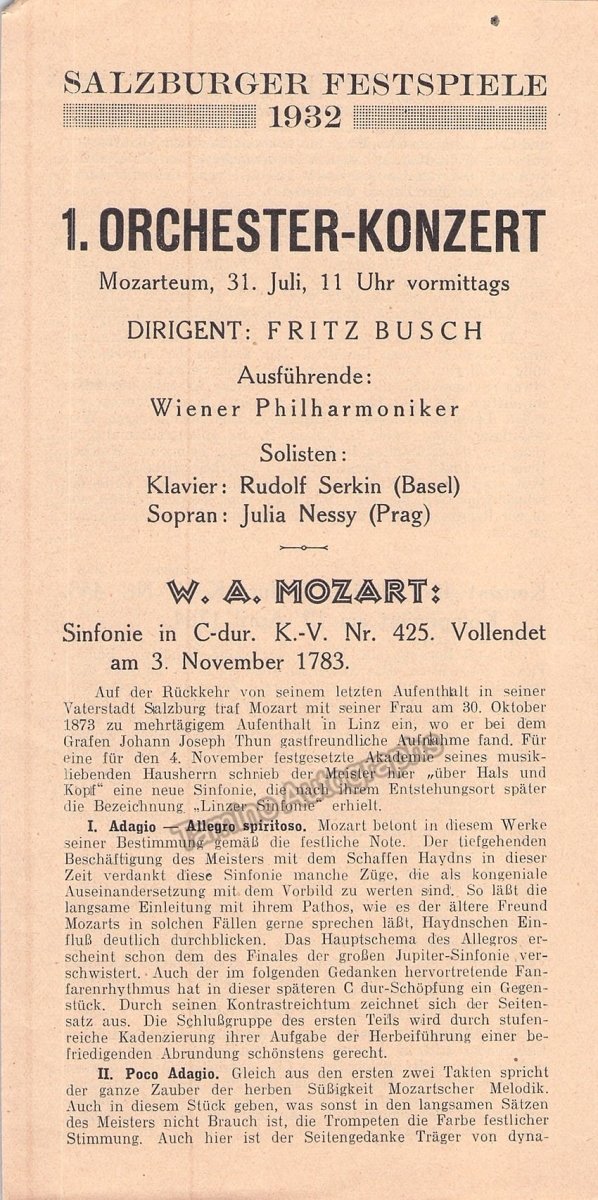 SALZBURGER FESTSPIELE
1932
1. ORCHESTER-KONZERT
Mozarteum, 31. Juli, 11 Uhr vormittags
DIRIGENT: FRITZ BUSCH
Ausführende:
Wiener Philharmoniker
Solisten:
Klavier: Rudolf Serkin (Basel)
Sopran: Julia Nessy (Prag)
W. A. MOZART:
Sinfonie in C-dur. K.-V. Nr. 425. Vollendet
am 3. November 1783.
Auf der Rückkehr von seinem letzten Aufenthalt in seiner
Vaterstadt Salzburg traf Mozart mit seiner Frau am 30. Oktober
1873 zu mehrtägigem Aufenthalt in Linz ein, wo er bei dem
Grafen Johann Joseph Thun gastfreundliche Aufnahme fand. Für
eine für den 4. November festgesetzte Akademie seines musik-
liebenden Hausherrn schrieb der Meister hier „über Hals und
Kopf" eine neue Sinfonie, die nach ihrem Entstehungsort später
die Bezeichnung „Linzer Sinfonie" erhielt.
I. Adagio — Allegro spiritoso. Mozart betont in diesem Werke
seiner Bestimmung gemäß die festliche Note. Der tiefgehenden
Beschäftigung des Meisters mit dem Schaffen Haydns in dieser
Zeit verdankt diese Sinfonie manche Züge, die als kongeniale
Auseinandersetzung mit dem Vorbild zu werten sind. So läßt die
langsame Einleitung mit ihrem Pathos, wie es der ältere Freund
Mozarts in solchen Fällen gerne sprechen läßt, Haydnschen Ein-
fluß deutlich durchblicken. Das Hauptschema des Allegros er-
scheint schon dem des Finales der großen Jupiter-Sinfonie ver-
schwistert. Auch der im folgenden Gedanken hervortretende Fan-
farenrhythmus hat in dieser späteren C dur-Schöpfung ein Gegen-
stück. Durch seinen Kontrastreichtum zeichnet sich der Seiten-
satz aus. Die Schlußgruppe des ersten Teils wird durch stufen-
reiche Kadenzierung ihrer Aufgabe der Herbeiführung einer be-
friedigenden Abrundung schönstens gerecht.
II. Poco Adagio. Gleich aus den ersten zwei Takten spricht
der ganze Zauber der herben Süßigkeit Mozartscher Melodik.
Auch in diesem Stück geben, was sonst in den langsamen Sätzen
des Meisters nicht Brauch ist, die Trompeten die Farbe festlicher
Stimmung. Auch hier ist der Seitengedanke Träger von dyna-
Tamino Autographs